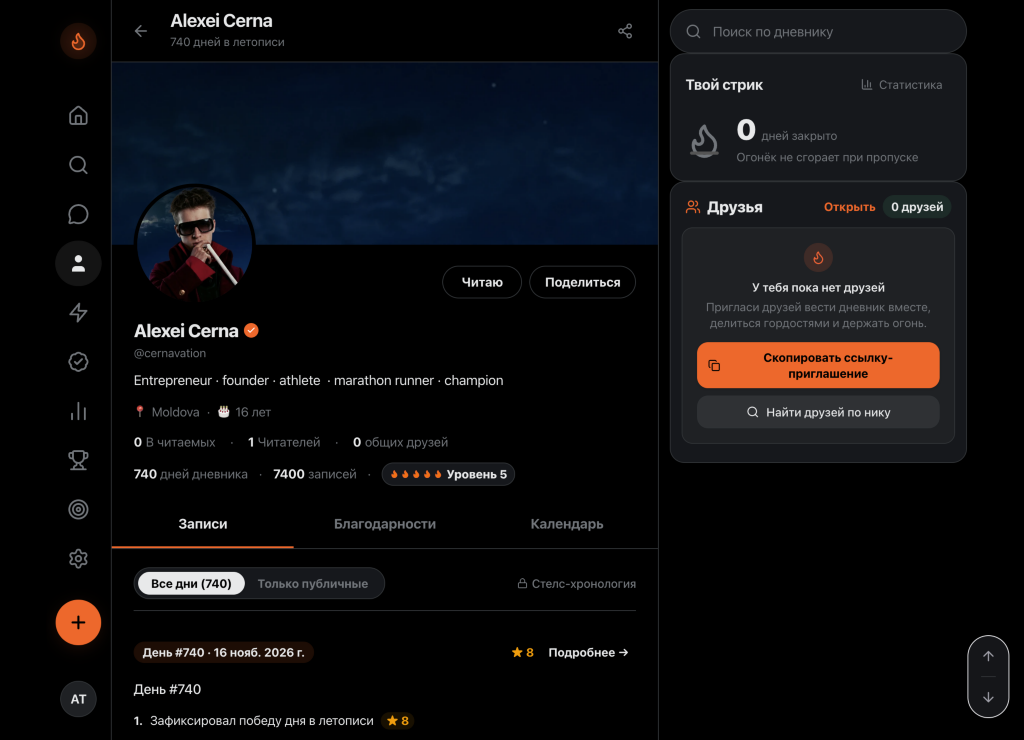 Alexei Cerna
740 дней в летописи
Читаю
Поделиться
Alexei Cerna
@cernavation
Entrepreneur · founder · athlete · marathon runner · champion
Moldova · 16 лет
0 В читаемых · 1 Читателей · 0 общих друзей
740 дней дневника · 7400 записей · Уровень 5
Записи Благодарности Календарь
Все дни (740) Только публичные Стелс-хронология
День #740 · 16 нояб. 2026 г. 8 Подробнее →
День #740
1. Зафиксировал победу дня в летописи 8
AT
Поиск по дневнику
Твой стрик Статистика
0 дней закрыто
Огонёк не сгорает при пропуске
Друзья Открыть 0 друзей
У тебя пока нет друзей
Пригласи друзей вести дневник вместе,
делиться гордостями и держать огонь.
Скопировать ссылку-
приглашение
Найти друзей по нику